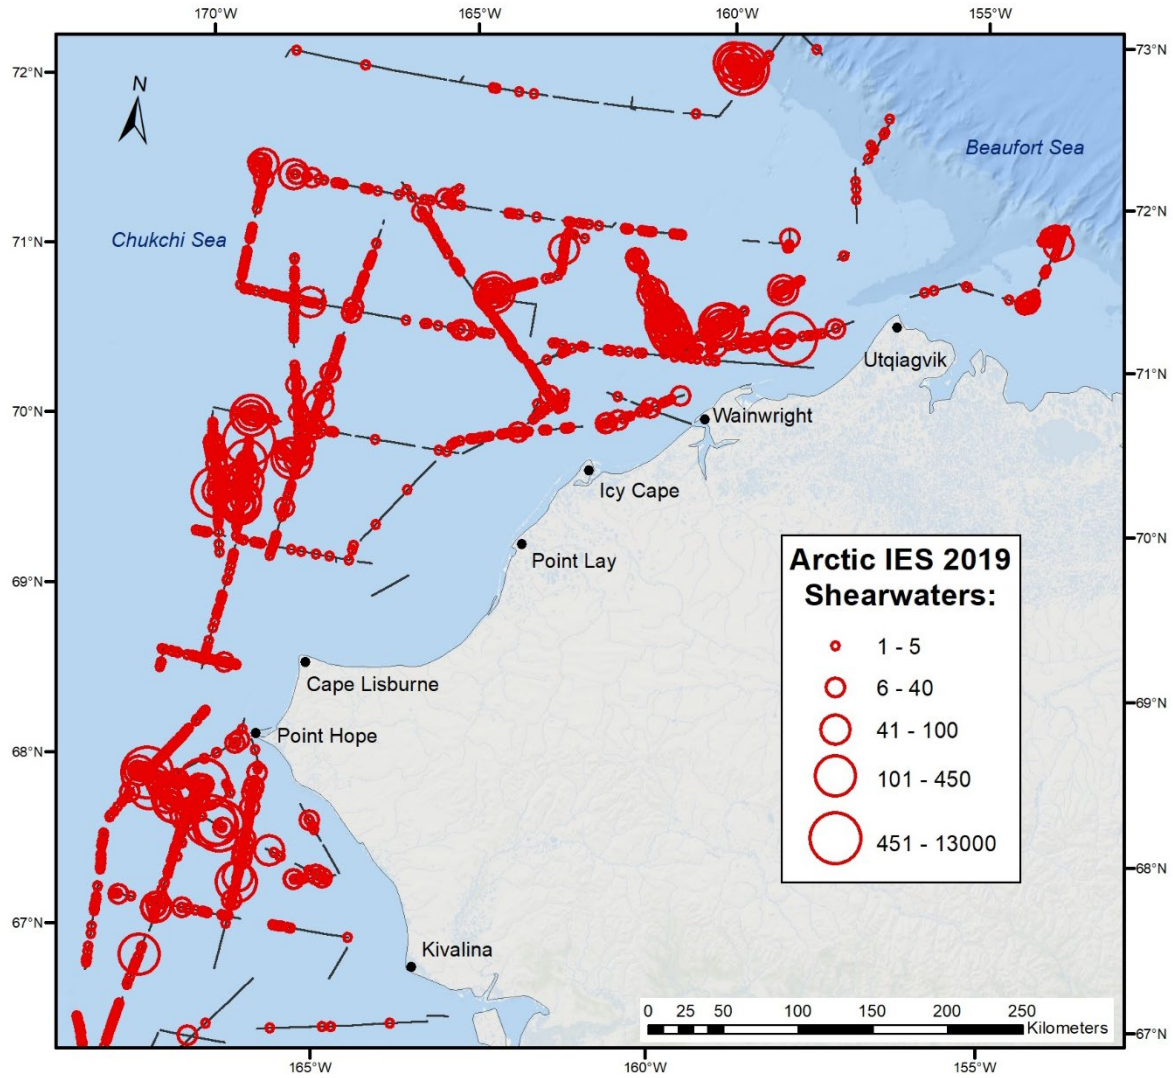 170°W 165°W 160°W 155°W
72°N 73°N
N
Beaufort Sea
72°N
Chukchi Sea
71°N
Utqiagvik
71°N
70°N
Wainwright
Icy Cape
Point Lay
70°N
69°N
Arctic IES 2019
Shearwaters:
1 - 5
6 - 40
41 - 100
101 - 450
451 - 13000
Cape Lisburne
69°N
Point Hope
68°N
68°N
67°N
Kivalina
0 25 50 100 150 200 250
Kilometers
67°N
170°W 165°W 160°W 155°W